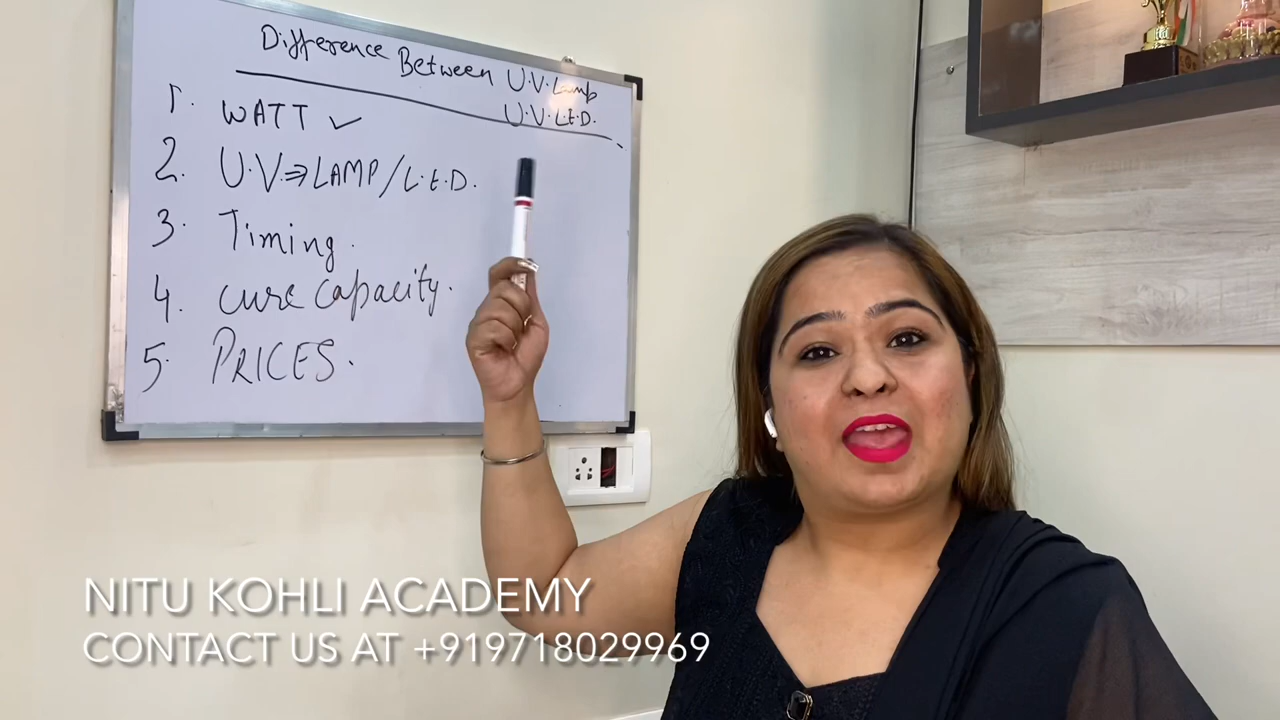 Difference Between U.V. Lamp
U.V. L.E.D.
1. WATT ✓
2. U.V. ⇒ LAMP/L.E.D.
3. Timing.
4. cure capacity.
5. PRICES.
NITU KOHLI ACADEMY
CONTACT US AT +919718029969